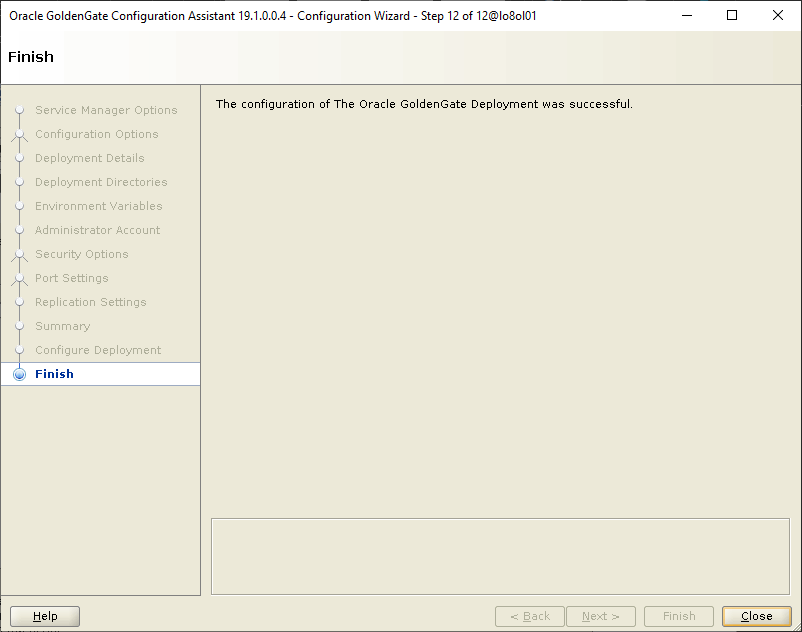 Oracle GoldenGate Configuration Assistant 19.1.0.0.4 - Configuration Wizard - Step 12 of 12@lo8ol01
Finish
Service Manager Options
Configuration Options
Deployment Details
Deployment Directories
Environment Variables
Administrator Account
Security Options
Port Settings
Replication Settings
Summary
Configure Deployment
Finish
The configuration of The Oracle GoldenGate Deployment was successful.
Help
< Back
Next >
Finish
Close